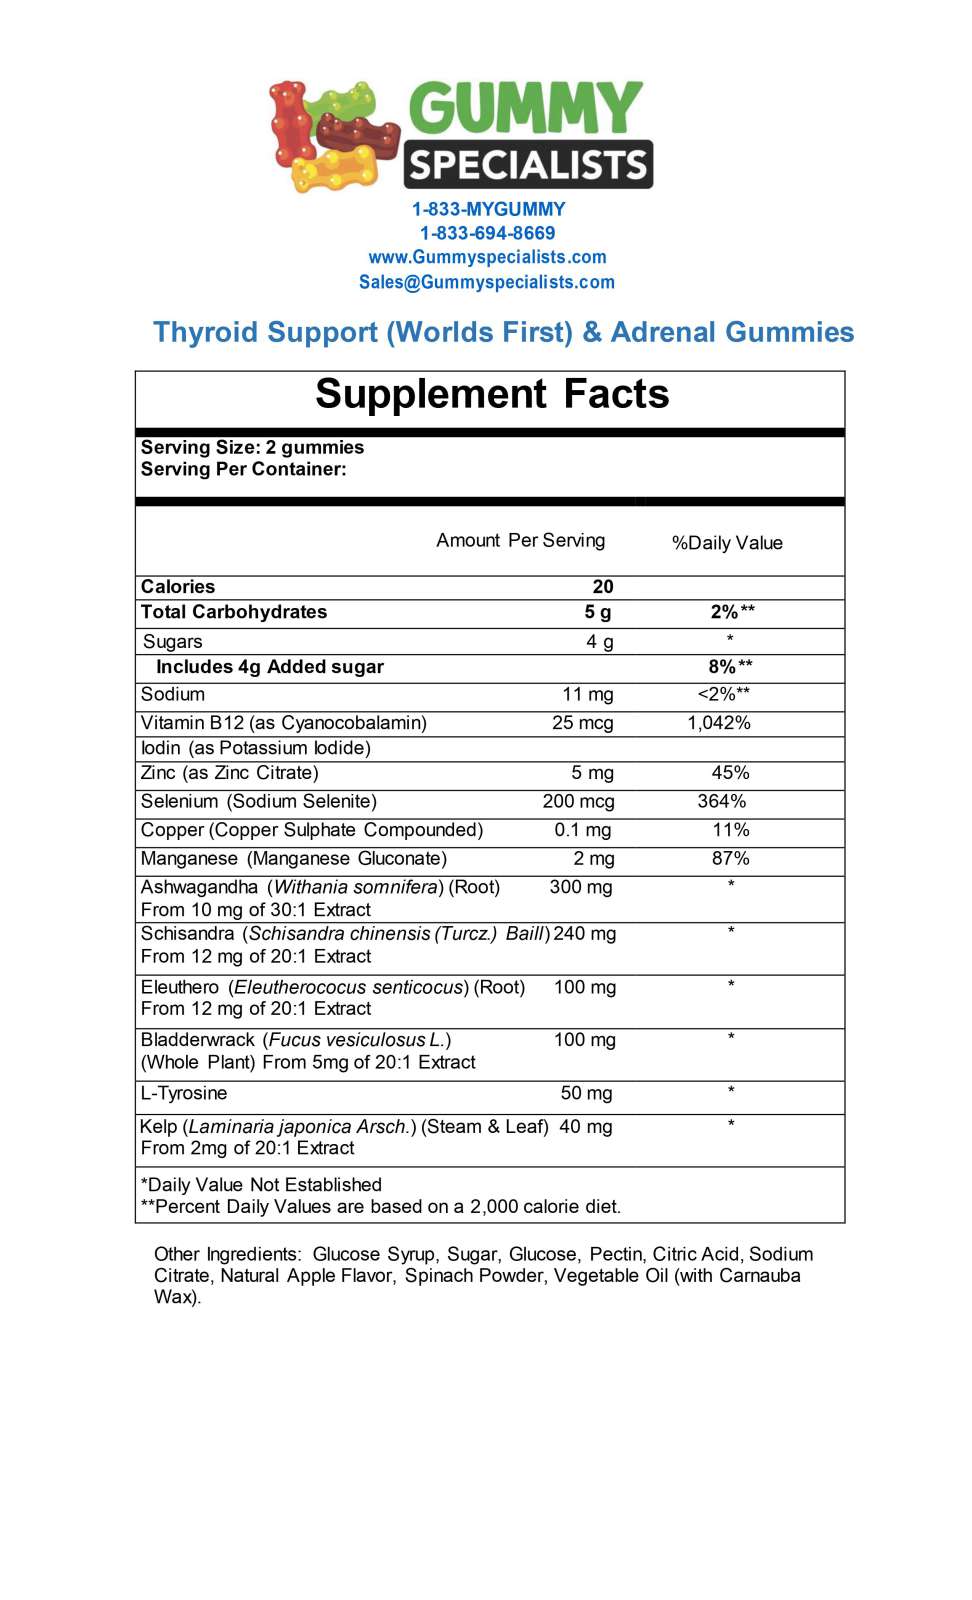 GUMMY
SPECIALISTS
1-833-MYGUMMY
1-833-694-8669
www.Gummyspecialists.com
Sales@Gummyspecialists.com
Thyroid Support (Worlds First) & Adrenal Gummies
Supplement Facts
Serving Size: 2 gummies
Serving Per Container:
Amount Per Serving %Daily Value
Calories 20
Total Carbohydrates 5 g 2%**
Sugars 4 g *
Includes 4g Added sugar 8%**
Sodium 11 mg <2%**
Vitamin B12 (as Cyanocobalamin) 25 mcg 1,042%
Iodin (as Potassium Iodide)
Zinc (as Zinc Citrate) 5 mg 45%
Selenium (Sodium Selenite) 200 mcg 364%
Copper (Copper Sulphate Compounded) 0.1 mg 11%
Manganese (Manganese Gluconate) 2 mg 87%
Ashwagandha (Withania somnifera) (Root) 300 mg *
From 10 mg of 30:1 Extract
Schisandra (Schisandra chinensis (Turcz.) Baill) 240 mg *
From 12 mg of 20:1 Extract
Eleuthero (Eleutherococus senticocus) (Root) 100 mg *
From 12 mg of 20:1 Extract
Bladderwrack (Fucus vesiculosus L.) 100 mg *
(Whole Plant) From 5mg of 20:1 Extract
L-Tyrosine 50 mg *
Kelp (Laminaria japonica Arsch.) (Steam & Leaf) 40 mg *
From 2mg of 20:1 Extract
*Daily Value Not Established
**Percent Daily Values are based on a 2,000 calorie diet.
Other Ingredients: Glucose Syrup, Sugar, Glucose, Pectin, Citric Acid, Sodium
Citrate, Natural Apple Flavor, Spinach Powder, Vegetable Oil (with Carnauba
Wax).